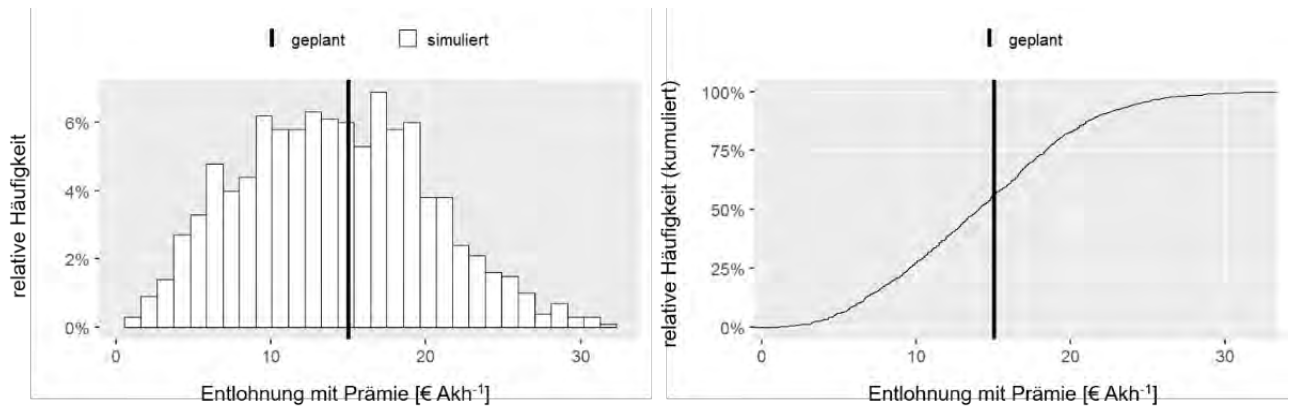 geplant simuliert
relative Häufigkeit
6%
4%
2%
0%
0 10 20 30
Entlohnung mit Prämie [€ Akh⁻¹]
geplant
relative Häufigkeit (kumuliert)
100%
75%
50%
25%
0%
0 10 20 30
Entlohnung mit Prämie [€ Akh⁻¹]